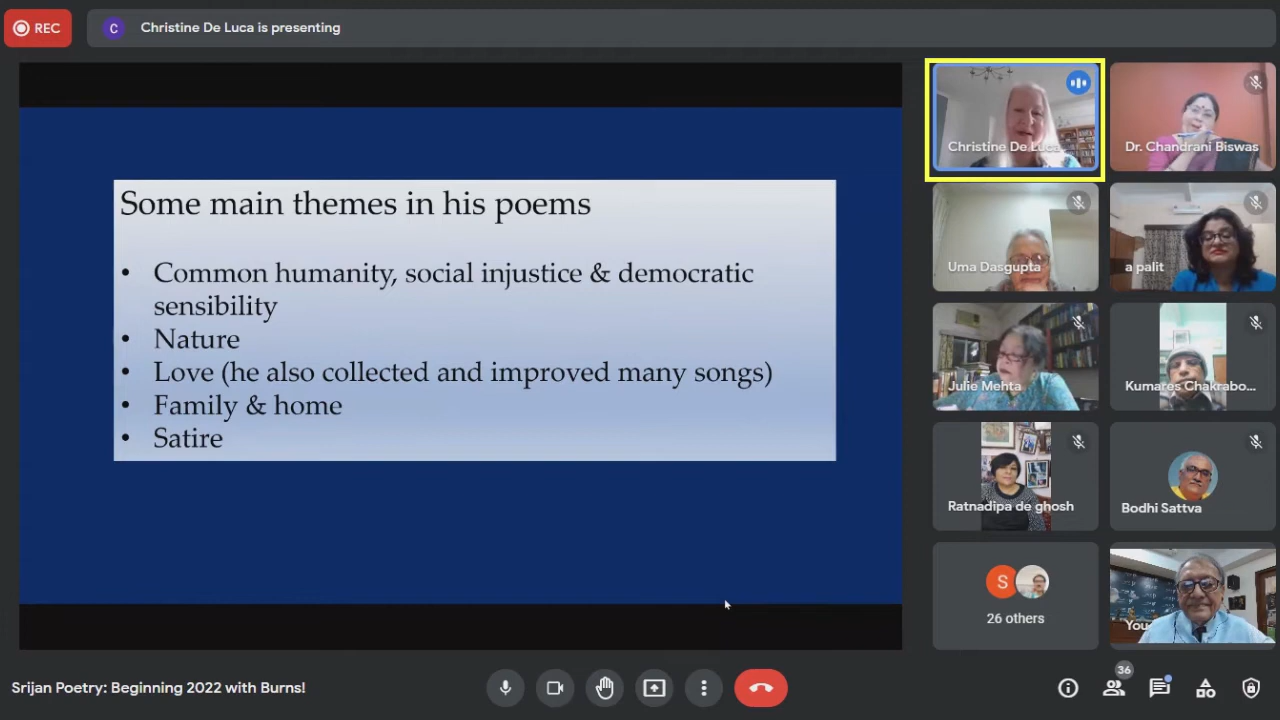 REC
C
Christine De Luca is presenting
Some main themes in his poems
• Common humanity, social injustice & democratic
sensibility
• Nature
• Love (he also collected and improved many songs)
• Family & home
• Satire
Christine De Luca
Dr. Chandrani Biswas
Uma Dasgupta
a palit
Julie Mehta
Kumares Chakrabo...
Ratnadipa de ghosh
Bodhi Sattva
S
26 others
You
Srijan Poetry: Beginning 2022 with Burns!
36